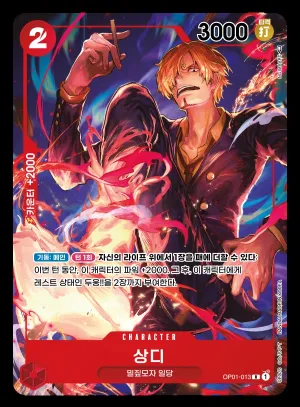 2
3000
타격
打
카운터 +2000
기동: 메인 턴 1회 자신의 라이프 위에서 1장을 패에 더할 수 있다:
이번 턴 동안, 이 캐릭터의 파워 +2000. 그 후, 이 캐릭터에게
레스트 상태인 두웅!!을 2장까지 부여한다.
CHARACTER
상디
밀짚모자 일당
OP01-013 R 1